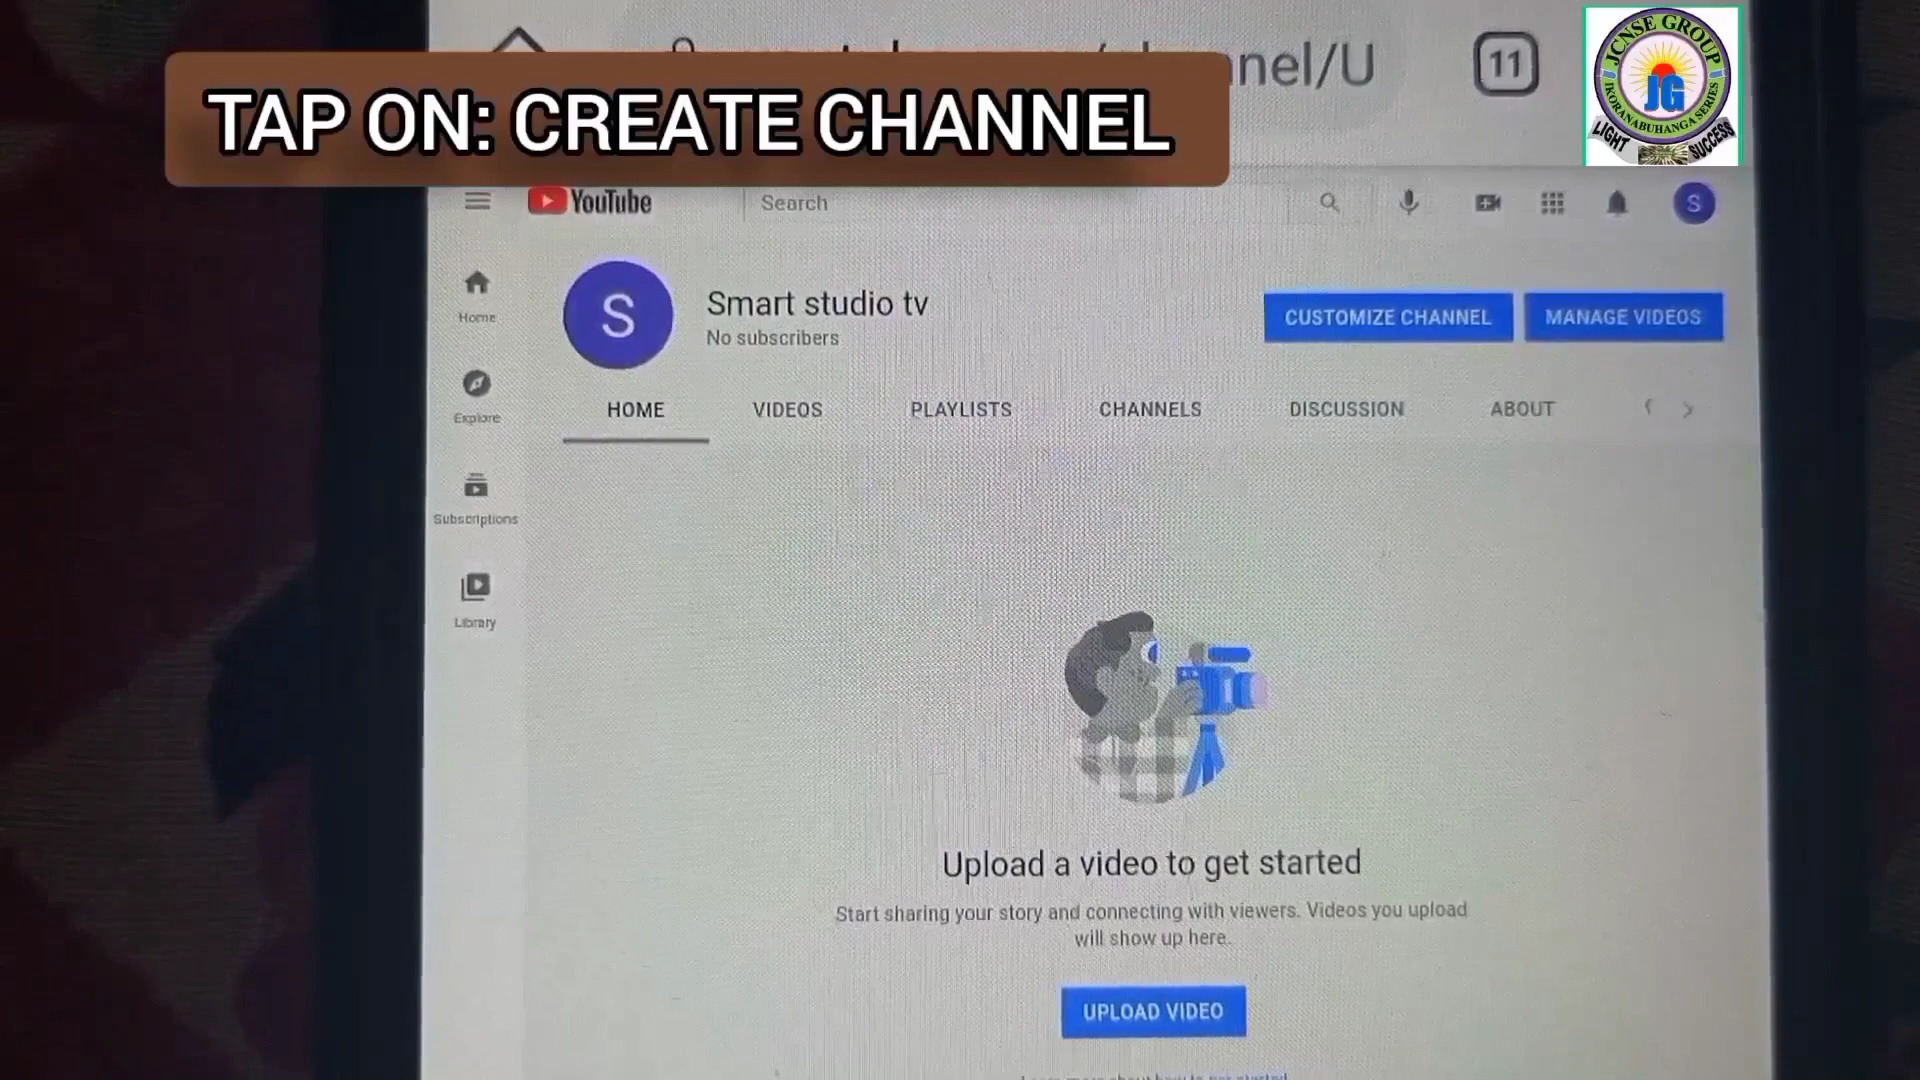 nel/U
11
TAP ON: CREATE CHANNEL
JCNSE GROUP
JG
IKORANABUHANGA SERIES
LIGHT
SUCCESS
YouTube
Search
S
Home
S
Smart studio tv
No subscribers
CUSTOMIZE CHANNEL
MANAGE VIDEOS
Explore
HOME
VIDEOS
PLAYLISTS
CHANNELS
DISCUSSION
ABOUT
Subscriptions
Library
Upload a video to get started
Start sharing your story and connecting with viewers. Videos you upload
will show up here.
UPLOAD VIDEO